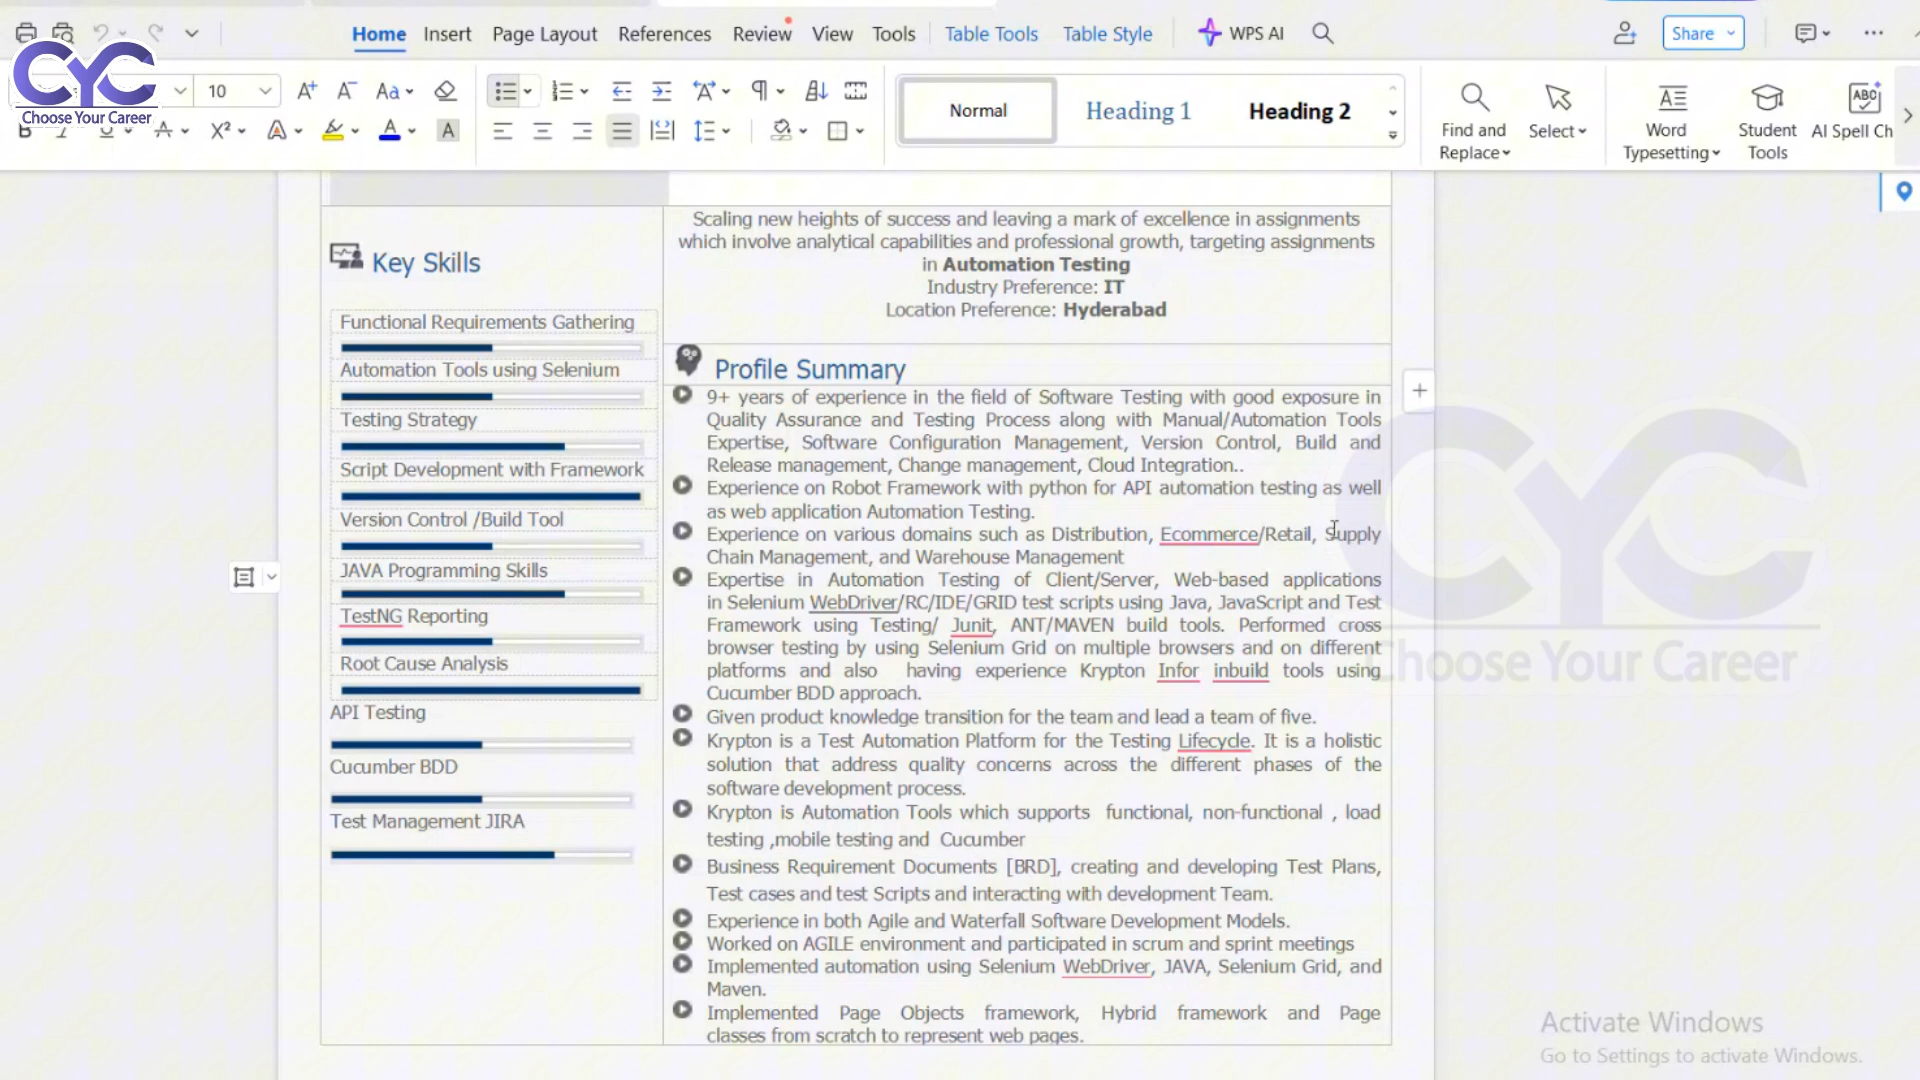 Home Insert Page Layout References Review View Tools Table Tools Table Style WPS AI Share
CYC
Choose Your Career
10
Normal Heading 1 Heading 2
Find and Replace
Select
Word Typesetting
Student Tools
AI Spell Ch
Key Skills
Functional Requirements Gathering
Automation Tools using Selenium
Testing Strategy
Script Development with Framework
Version Control /Build Tool
JAVA Programming Skills
TestNG Reporting
Root Cause Analysis
API Testing
Cucumber BDD
Test Management JIRA
Scaling new heights of success and leaving a mark of excellence in assignments
which involve analytical capabilities and professional growth, targeting assignments
in Automation Testing
Industry Preference: IT
Location Preference: Hyderabad
Profile Summary
9+ years of experience in the field of Software Testing with good exposure in
Quality Assurance and Testing Process along with Manual/Automation Tools
Expertise, Software Configuration Management, Version Control, Build and
Release management, Change management, Cloud Integration..
Experience on Robot Framework with python for API automation testing as well
as web application Automation Testing.
Experience on various domains such as Distribution, Ecommerce/Retail, Supply
Chain Management, and Warehouse Management
Expertise in Automation Testing of Client/Server, Web-based applications
in Selenium WebDriver/RC/IDE/GRID test scripts using Java, JavaScript and Test
Framework using Testing/ Junit, ANT/MAVEN build tools. Performed cross
browser testing by using Selenium Grid on multiple browsers and on different
platforms and also having experience Krypton Infor inbuild tools using
Cucumber BDD approach.
Given product knowledge transition for the team and lead a team of five.
Krypton is a Test Automation Platform for the Testing Lifecycle. It is a holistic
solution that address quality concerns across the different phases of the
software development process.
Krypton is Automation Tools which supports functional, non-functional , load
testing ,mobile testing and Cucumber
Business Requirement Documents [BRD], creating and developing Test Plans,
Test cases and test Scripts and interacting with development Team.
Experience in both Agile and Waterfall Software Development Models.
Worked on AGILE environment and participated in scrum and sprint meetings
Implemented automation using Selenium WebDriver, JAVA, Selenium Grid, and
Maven.
Implemented Page Objects framework, Hybrid framework and Page
classes from scratch to represent web pages.
CYC
Choose Your Career
Activate Windows
Go to Settings to activate Windows.